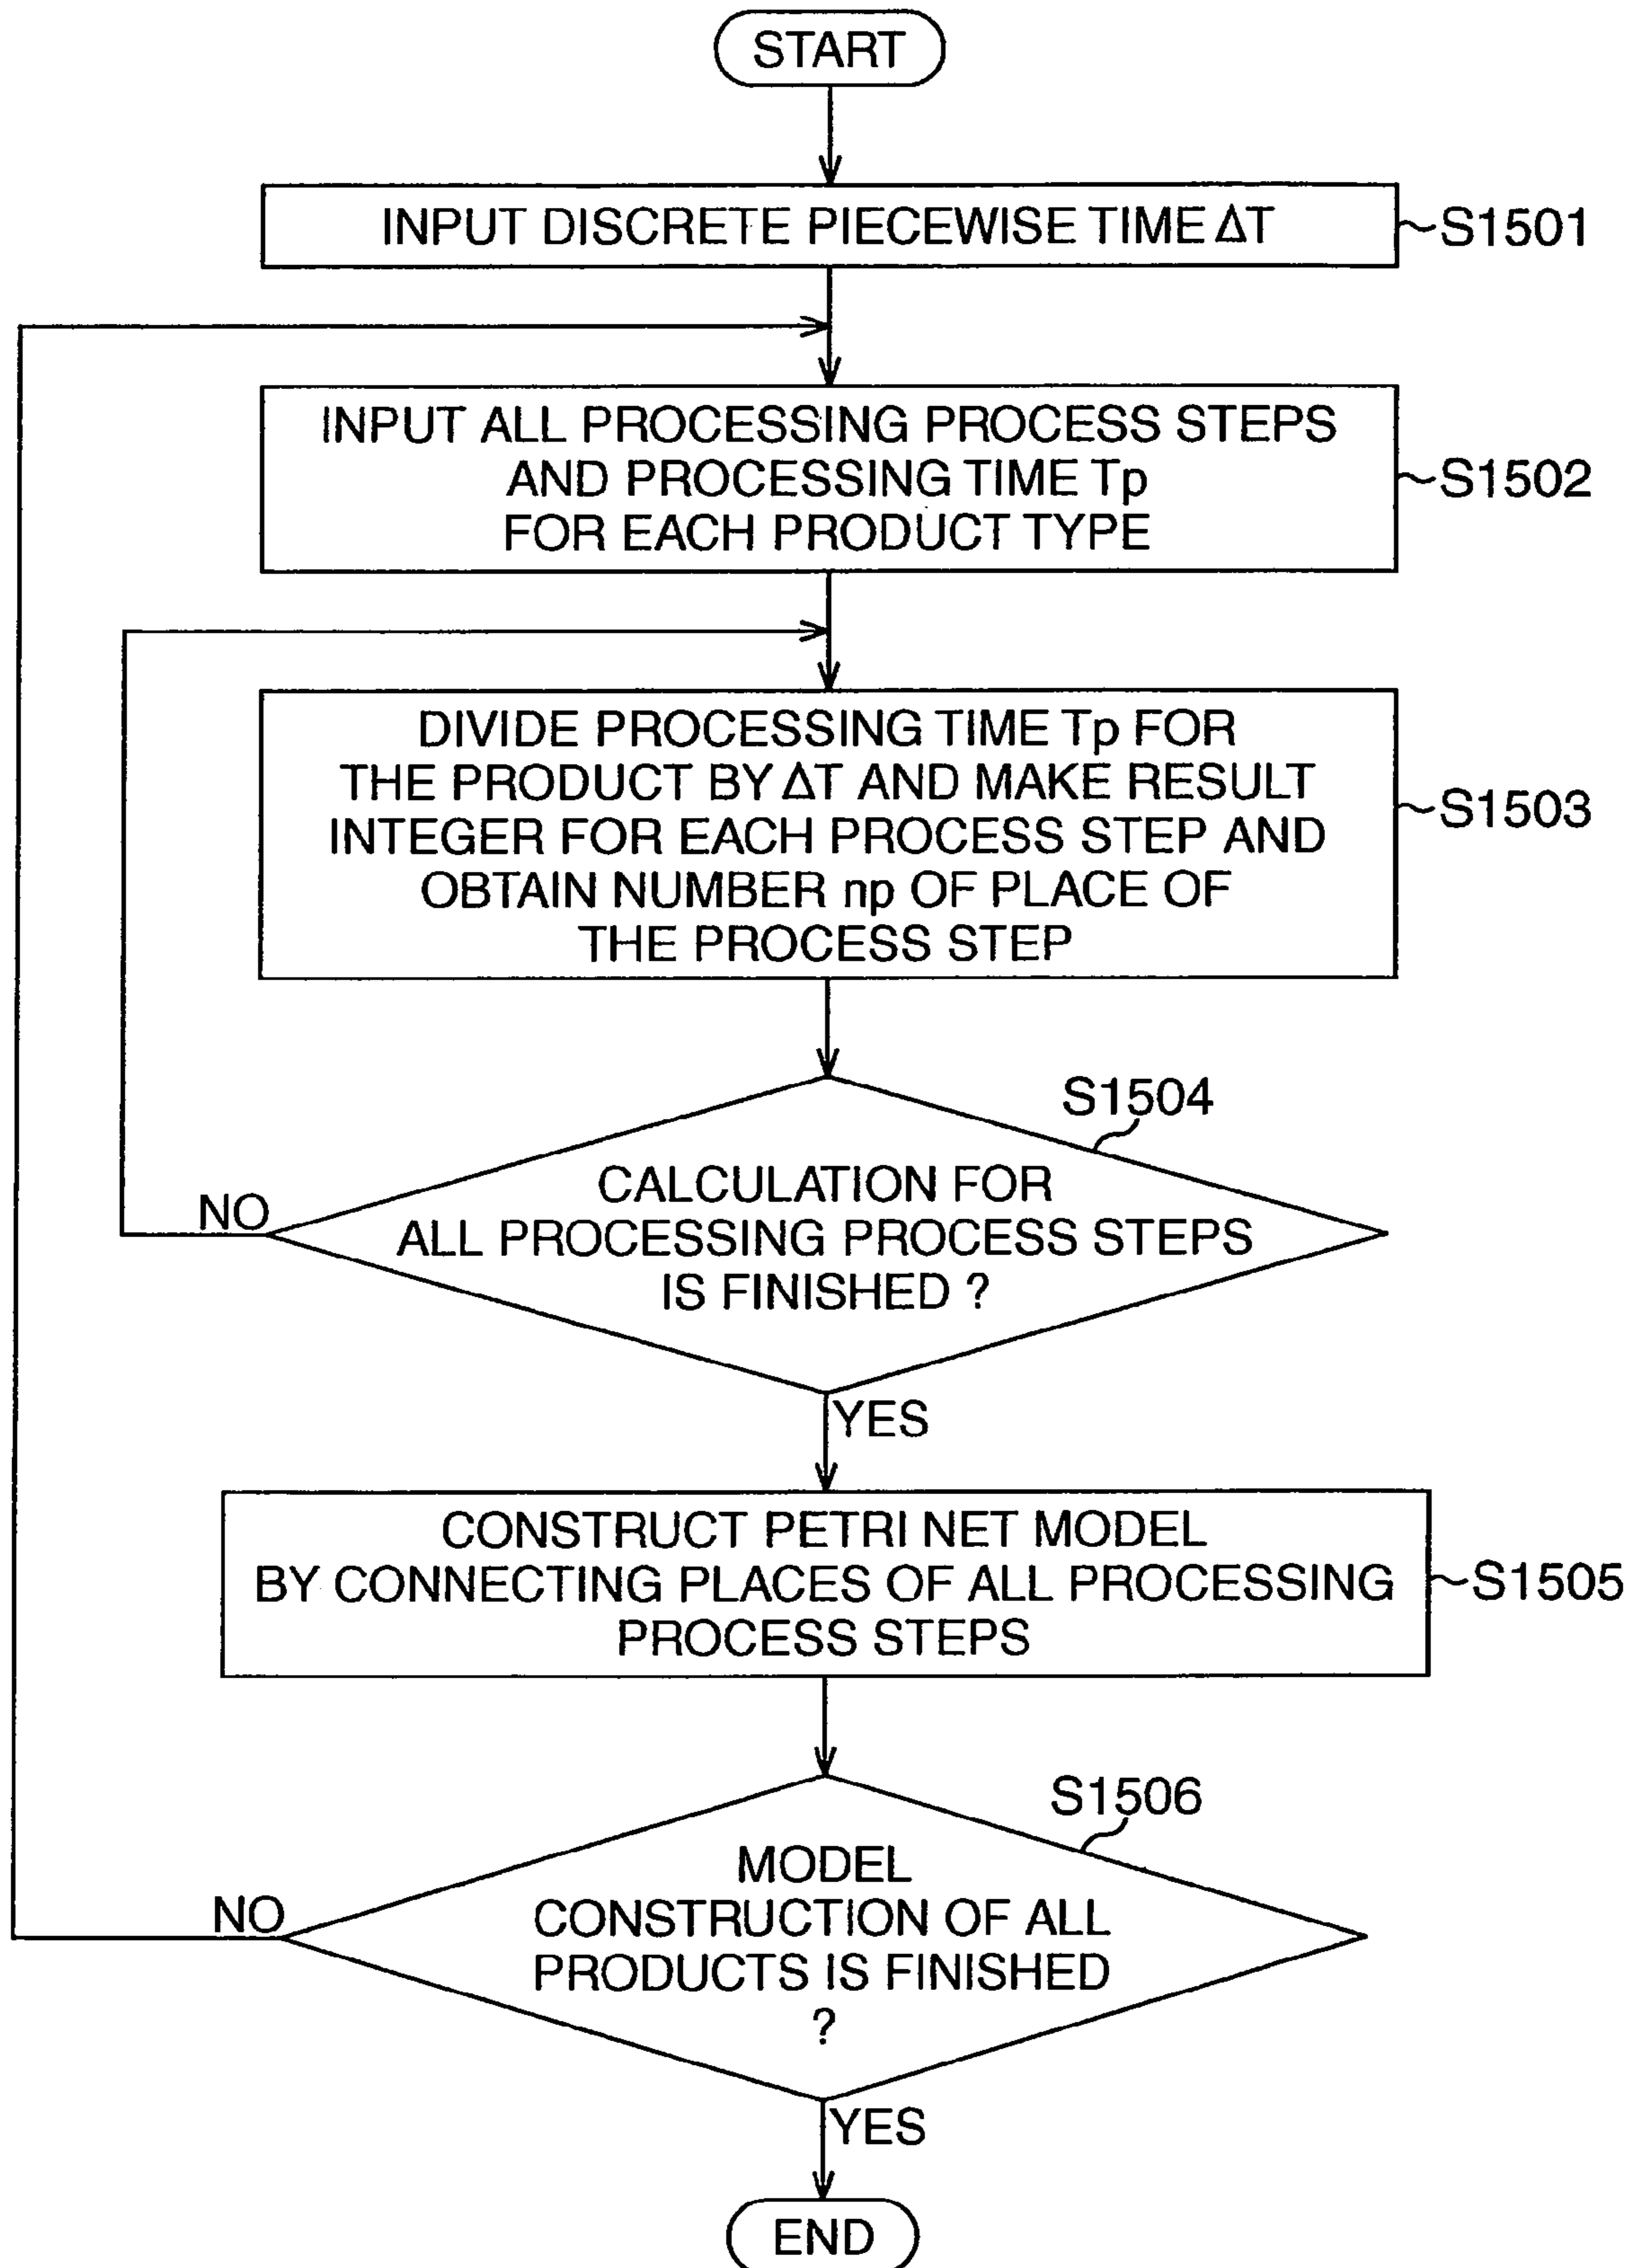 START
INPUT DISCRETE PIECEWISE TIME ΔT
S1501
INPUT ALL PROCESSING PROCESS STEPS
AND PROCESSING TIME Tp
FOR EACH PRODUCT TYPE
S1502
DIVIDE PROCESSING TIME Tp FOR
THE PRODUCT BY ΔT AND MAKE RESULT
INTEGER FOR EACH PROCESS STEP AND
OBTAIN NUMBER np OF PLACE OF
THE PROCESS STEP
S1503
S1504
CALCULATION FOR
ALL PROCESSING PROCESS STEPS
IS FINISHED ?
NO
YES
CONSTRUCT PETRI NET MODEL
BY CONNECTING PLACES OF ALL PROCESSING
PROCESS STEPS
S1505
S1506
MODEL
CONSTRUCTION OF ALL
PRODUCTS IS FINISHED
?
NO
YES
END